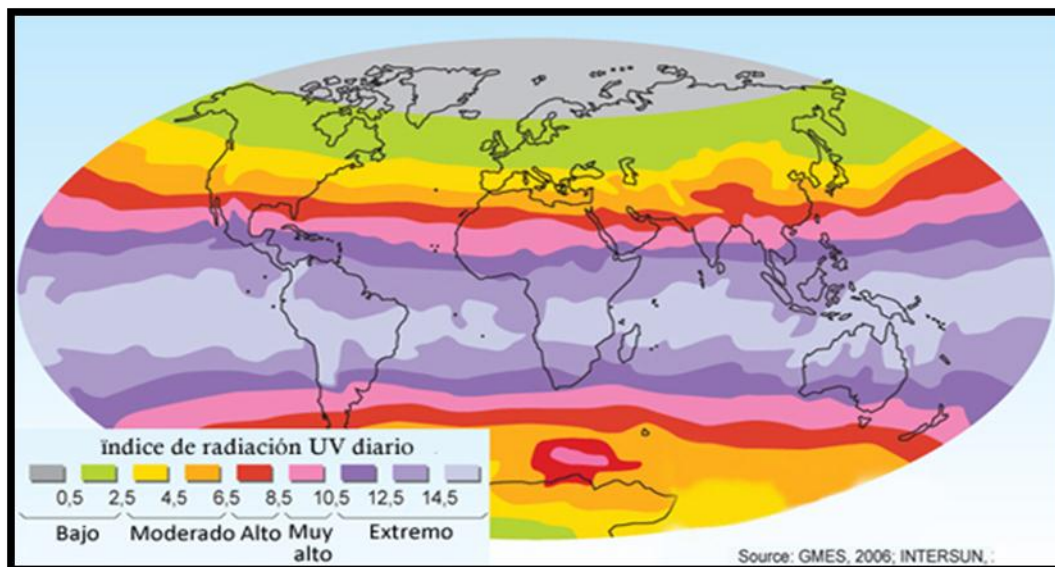 ïndice de radiación UV diario
0,5 2,5 4,5 6,5 8,5 10,5 12,5 14,5
Bajo Moderado Alto Muy alto Extremo
Source: GMES, 2006; INTERSUN, :